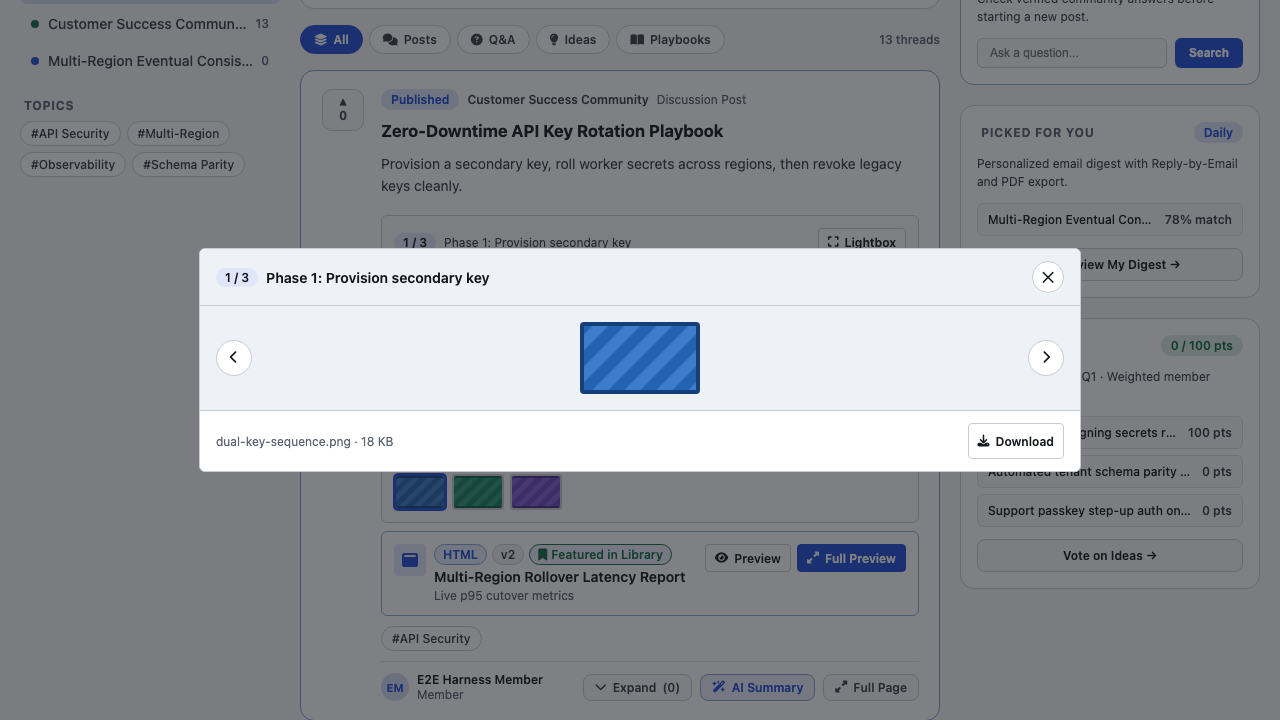 Customer Success Commun... 13
Multi-Region Eventual Consis... 0
TOPICS
#API Security #Multi-Region
#Observability #Schema Parity
All Posts Q&A Ideas Playbooks 13 threads
▲
0
Published Customer Success Community Discussion Post
Zero-Downtime API Key Rotation Playbook
Provision a secondary key, roll worker secrets across regions, then revoke legacy
keys cleanly.
1 / 3 Phase 1: Provision secondary key Lightbox
1 / 3 Phase 1: Provision secondary key
dual-key-sequence.png · 18 KB Download
HTML v2 Featured in Library
Multi-Region Rollover Latency Report
Live p95 cutover metrics
Preview Full Preview
#API Security
EM E2E Harness Member
Member
Expand (0) AI Summary Full Page
Check verified community answers before
starting a new post.
Ask a question... Search
PICKED FOR YOU Daily
Personalized email digest with Reply-by-Email
and PDF export.
Multi-Region Eventual Con... 78% match
view My Digest →
0 / 100 pts
Q1 · Weighted member
gning secrets r... 100 pts
Automated tenant schema parity ... 0 pts
Support passkey step-up auth on... 0 pts
Vote on Ideas →